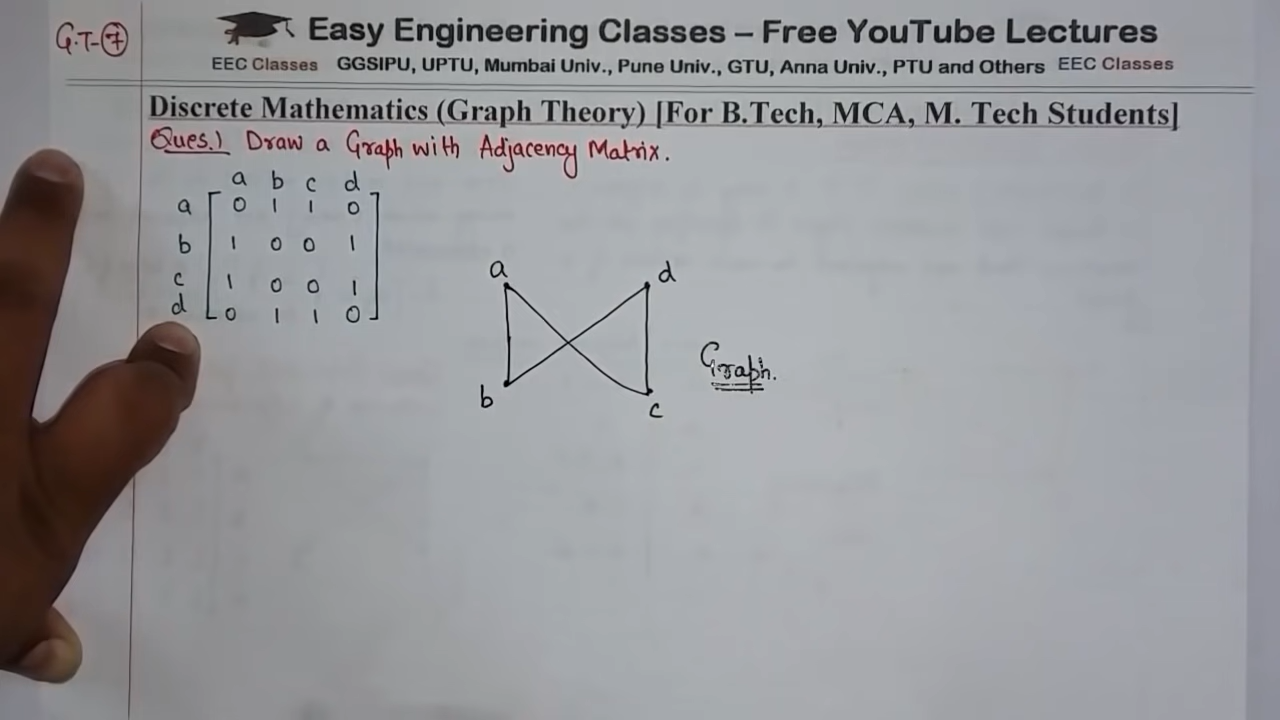 G.T-⑦
Easy Engineering Classes – Free YouTube Lectures
EEC Classes GGSIPU, UPTU, Mumbai Univ., Pune Univ., GTU, Anna Univ., PTU and Others EEC Classes
Discrete Mathematics (Graph Theory) [For B.Tech, MCA, M. Tech Students]
Ques.) Draw a Graph with Adjacency Matrix.
a b c d
a 0 1 1 0
b 1 0 0 1
c 1 0 0 1
d 0 1 1 0
a d
Graph.
b c